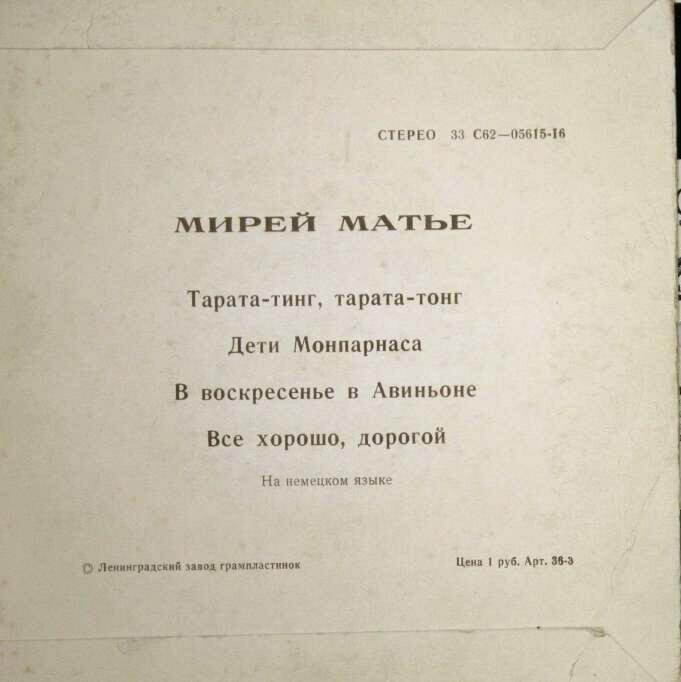 СТЕРЕО 33 С62—05615-16
МИРЕЙ МАТЬЕ
Тарата-тинг, тарата-тонг
Дети Монпарнаса
В воскресенье в Авиньоне
Все хорошо, дорогой
На немецком языке
© Ленинградский завод грампластинок
Цена 1 руб. Арт. 36-3